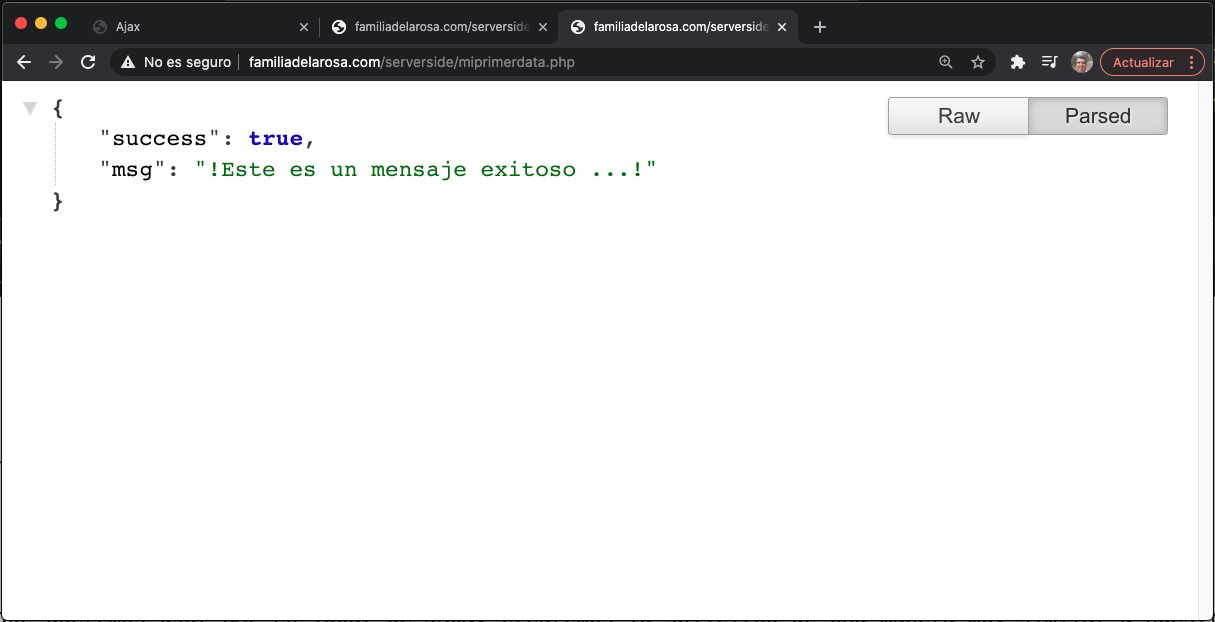 Ajax
familiadelarosa.com/serverside
familiadelarosa.com/serverside
No es seguro
familiadelarosa.com/serverside/miprimerdata.php
Actualizar
Raw
Parsed
{
"success": true,
"msg": "!Este es un mensaje exitoso ...!"
}